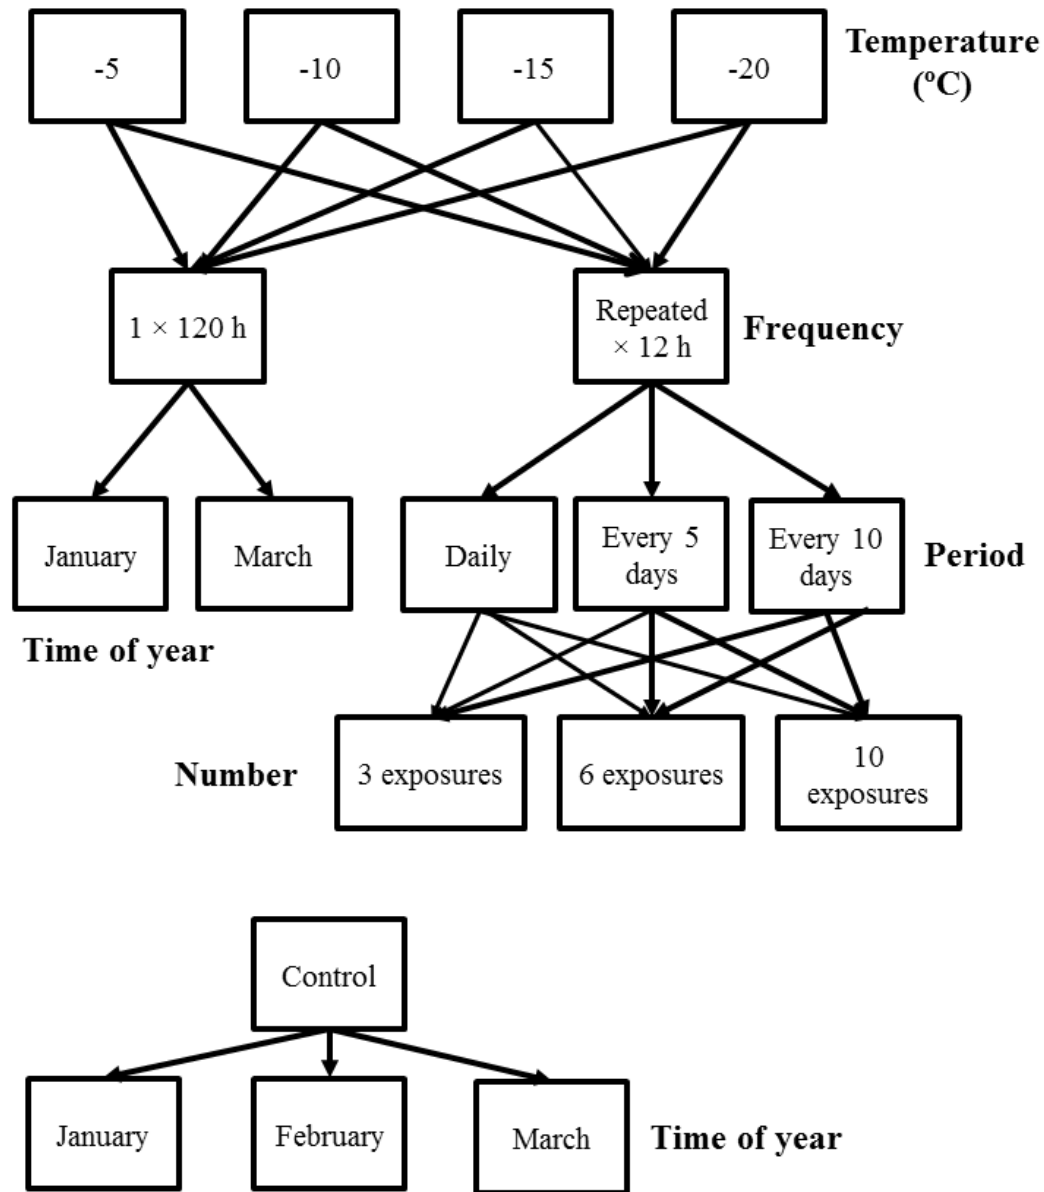 -5
-10
-15
-20
Temperature
(ºC)
1 × 120 h
Repeated
× 12 h
Frequency
January
March
Daily
Every 5
days
Every 10
days
Period
Time of year
Number
3 exposures
6 exposures
10
exposures
Control
January
February
March
Time of year